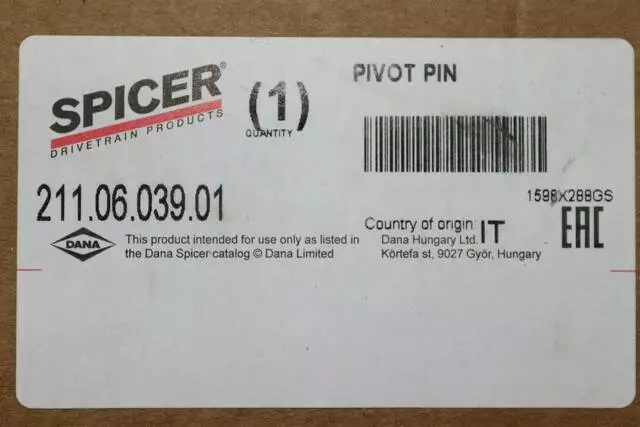 SPICER®
DRIVETRAIN PRODUCTS
(1)
QUANTITY
PIVOT PIN
1598X288GS
211.06.039.01
DANA
This product intended for use only as listed in
the Dana Spicer catalog © Dana Limited
Country of origin: IT
Dana Hungary Ltd.
Körtefa st, 9027 Győr, Hungary
EAC